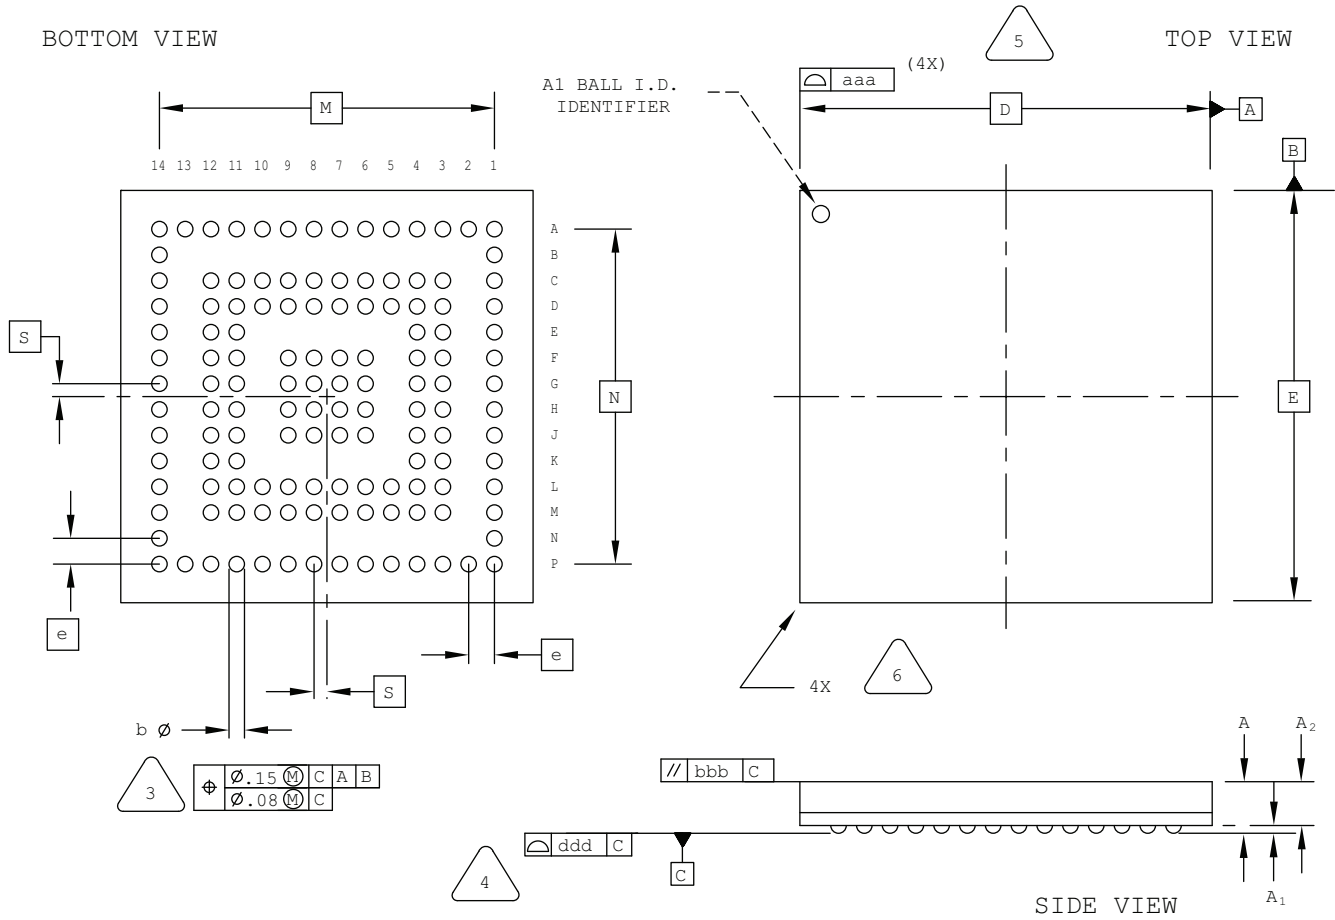 BOTTOM VIEW
5
TOP VIEW
aaa (4X)
A1 BALL I.D.
IDENTIFIER
M
D
A
B
14 13 12 11 10 9 8 7 6 5 4 3 2 1
A
B
C
D
E
F
G
H
J
K
L
M
N
P
S
N
E
e
e
S
4X
6
b Ø
3
⌖ Ø.15 Ⓜ C A B
Ø.08 Ⓜ C
// bbb C
A
A₂
ddd C
C
4
A₁
SIDE VIEW